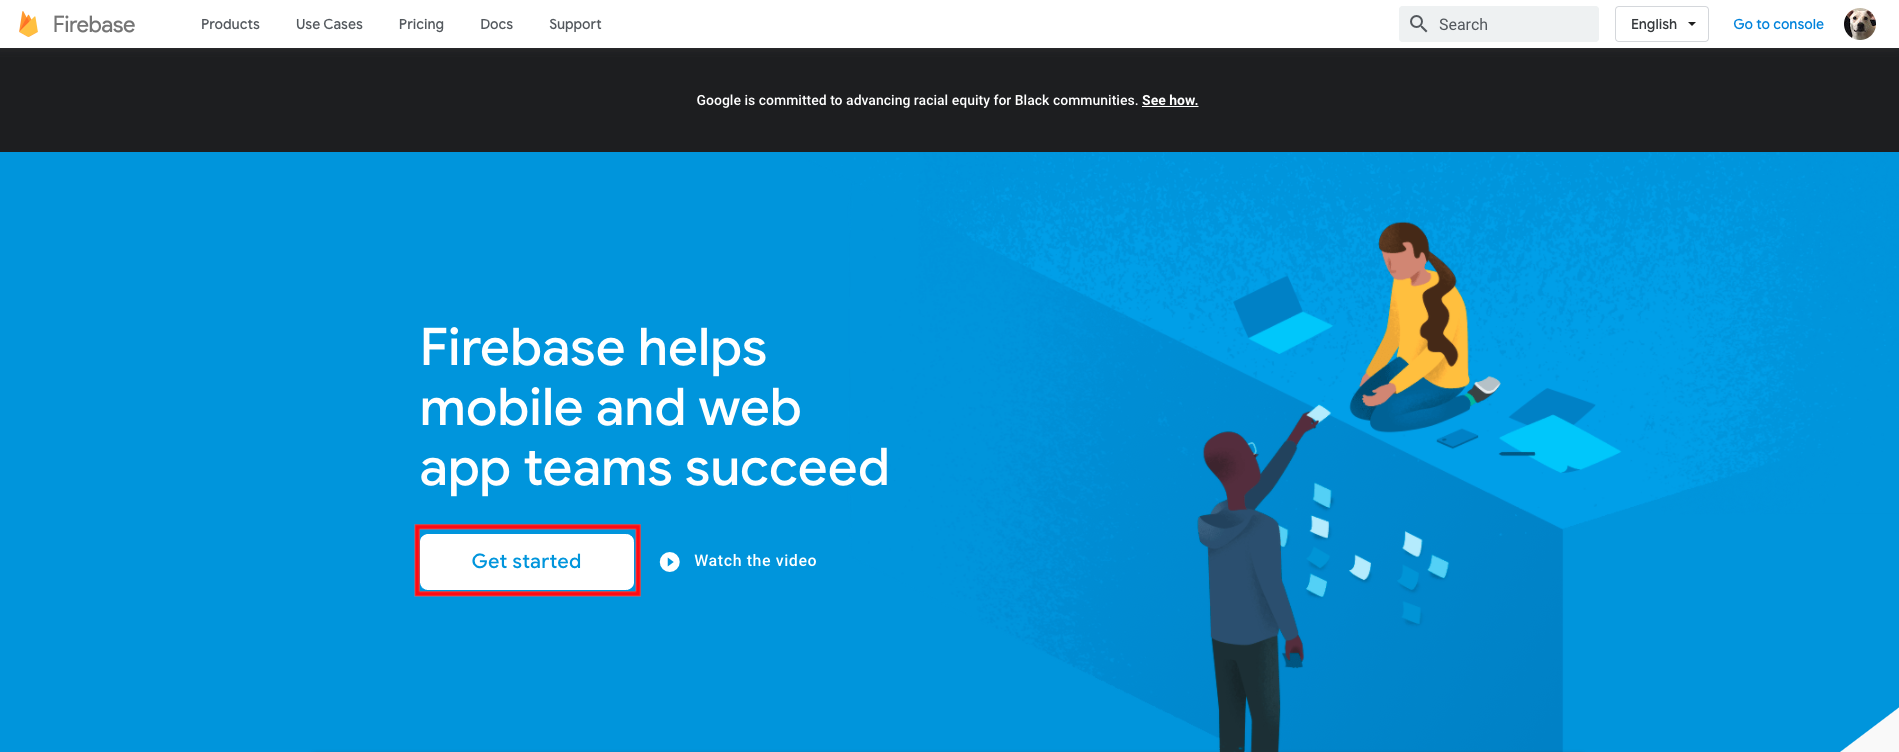 Firebase
Products
Use Cases
Pricing
Docs
Support
Search
English
Go to console
Google is committed to advancing racial equity for Black communities. See how.
Firebase helps
mobile and web
app teams succeed
Get started
Watch the video